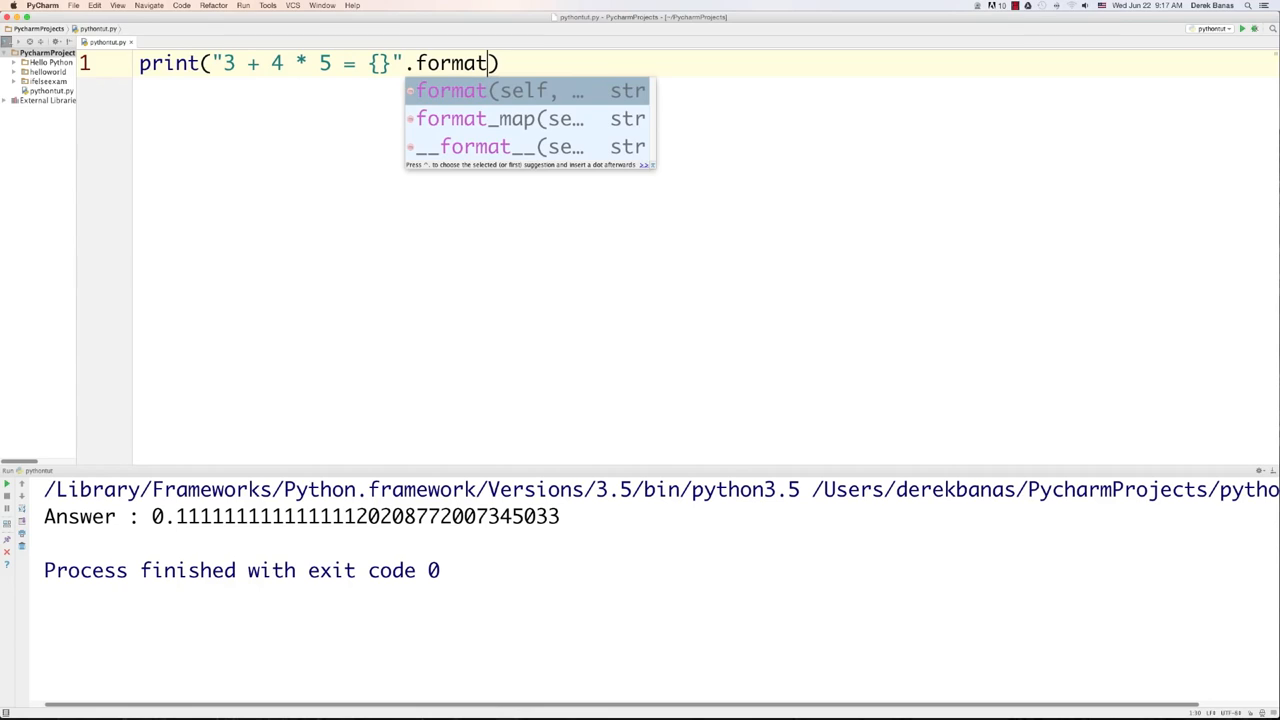 PyCharm File Edit View Navigate Code Refactor Run Tools VCS Window Help 10 Wed Jun 22 9:17 AM Derek Banas
pythontut.py - PycharmProjects - [~/PycharmProjects]
PycharmProjects pythontut.py pythontut
pythontut.py ×
PycharmProject
Hello Python
helloworld
ifelseexam
pythontut.py
External Librarie
1 print("3 + 4 * 5 = {}".format)
format(self, … str
format_map(se… str
__format__(se… str
Press ^. to choose the selected (or first) suggestion and insert a dot afterwards >>
Run pythontut
/Library/Frameworks/Python.framework/Versions/3.5/bin/python3.5 /Users/derekbanas/PycharmProjects/pytho
Answer : 0.11111111111111120208772007345033
Process finished with exit code 0
1:30 LF÷ UTF-8÷